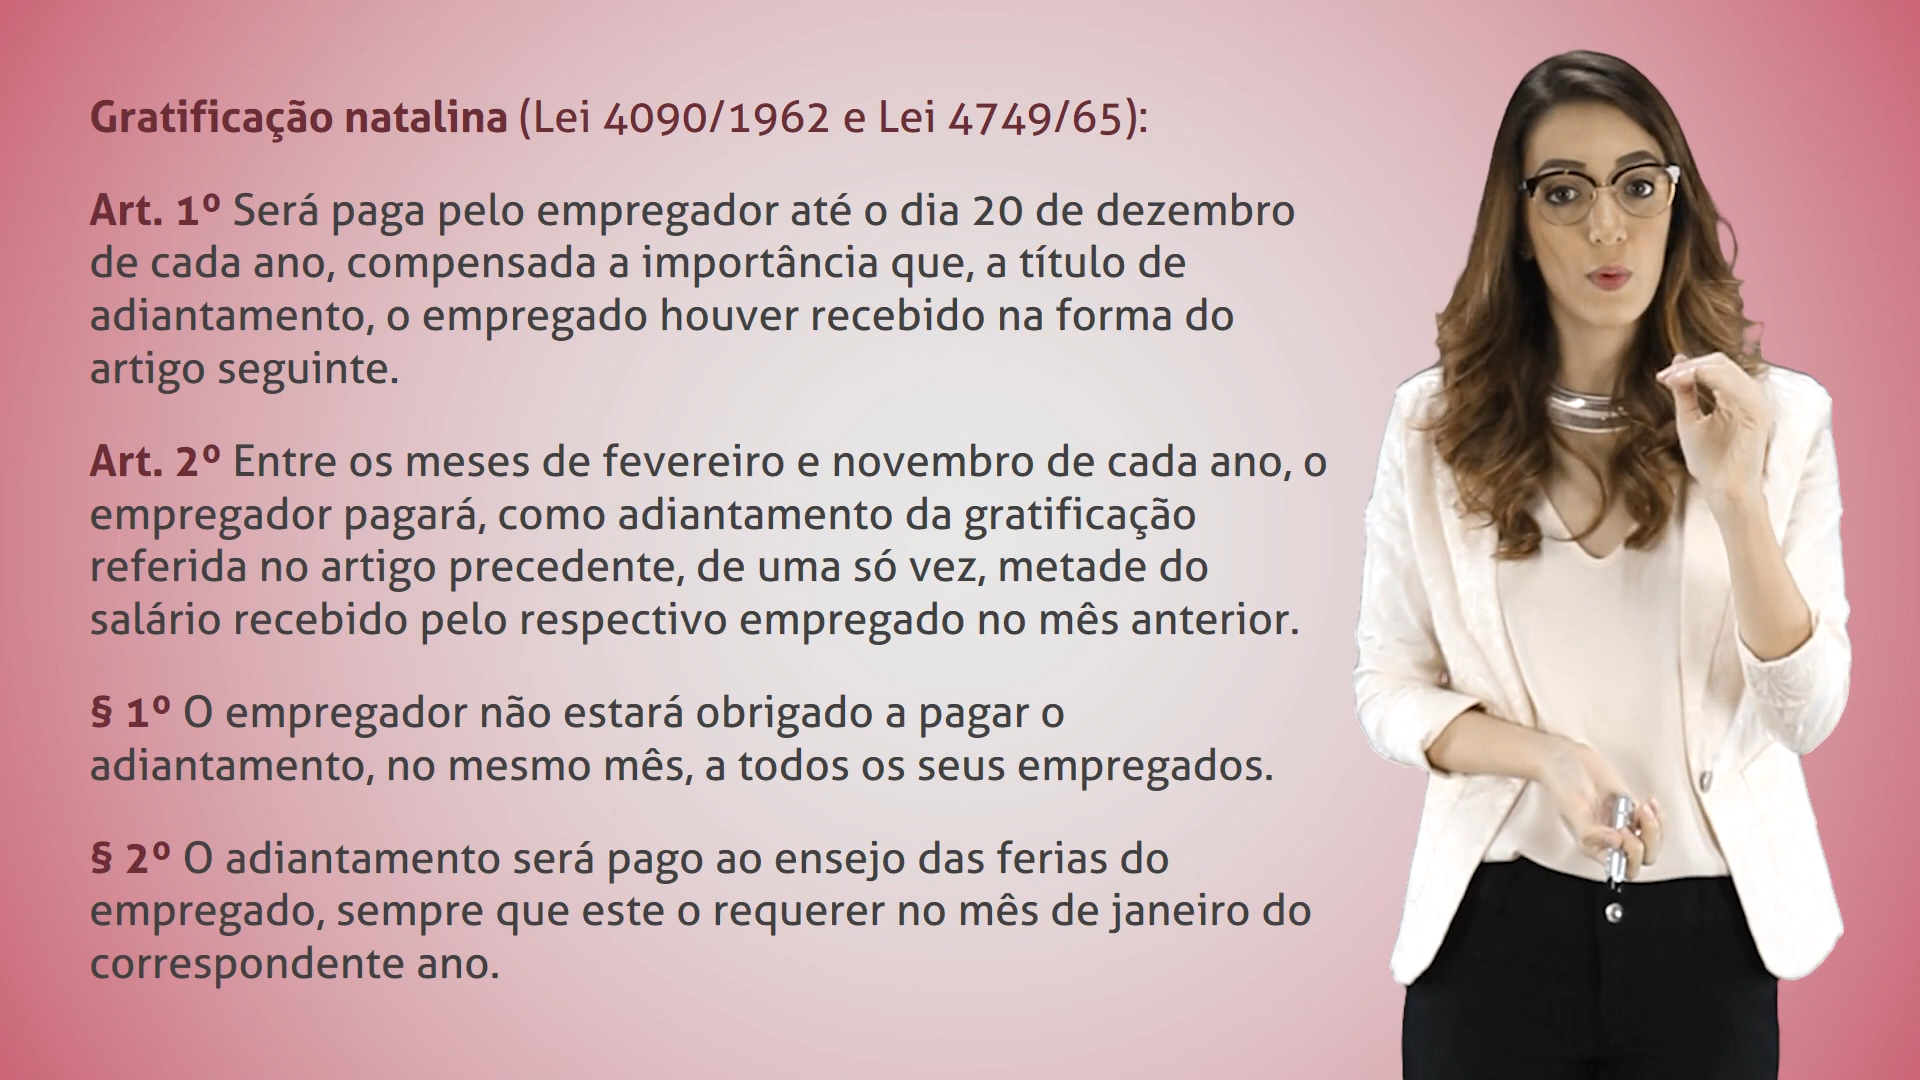 Gratificação natalina (Lei 4090/1962 e Lei 4749/65):
Art. 1º Será paga pelo empregador até o dia 20 de dezembro
de cada ano, compensada a importância que, a título de
adiantamento, o empregado houver recebido na forma do
artigo seguinte.
Art. 2º Entre os meses de fevereiro e novembro de cada ano, o
empregador pagará, como adiantamento da gratificação
referida no artigo precedente, de uma só vez, metade do
salário recebido pelo respectivo empregado no mês anterior.
§ 1º O empregador não estará obrigado a pagar o
adiantamento, no mesmo mês, a todos os seus empregados.
§ 2º O adiantamento será pago ao ensejo das ferias do
empregado, sempre que este o requerer no mês de janeiro do
correspondente ano.